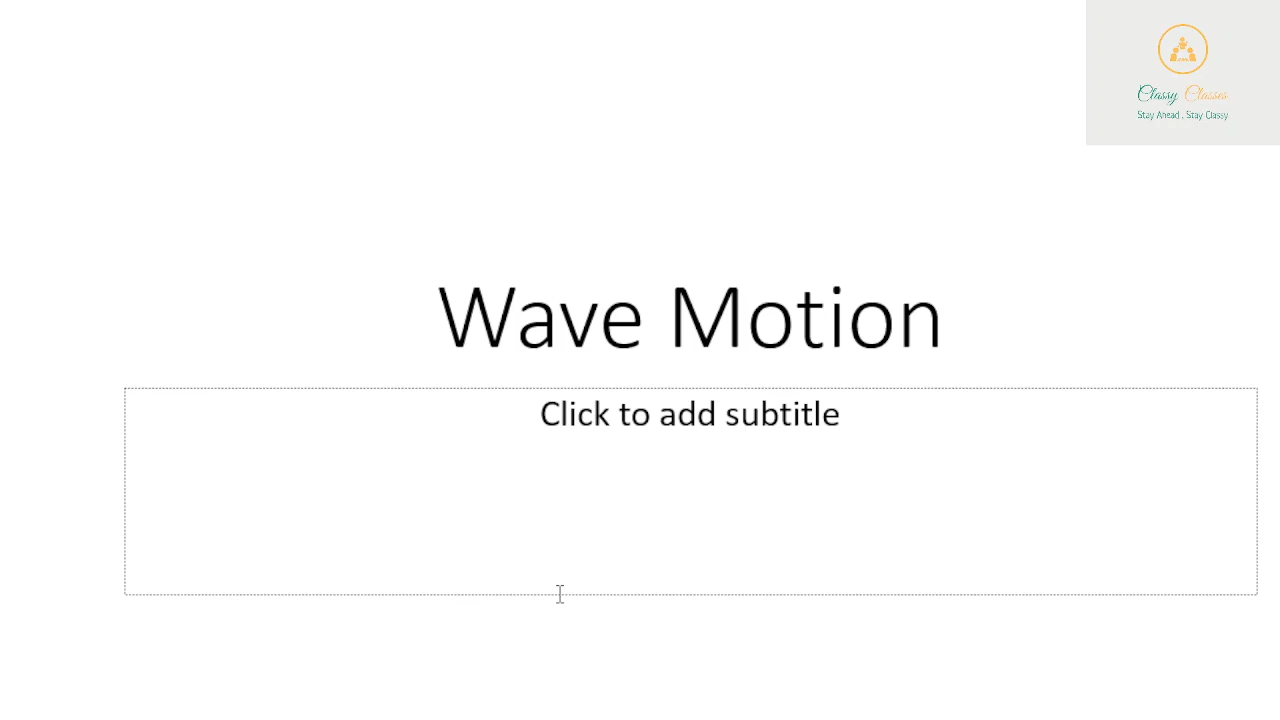 Classy Classes
Stay Ahead . Stay Classy
Wave Motion
Click to add subtitle